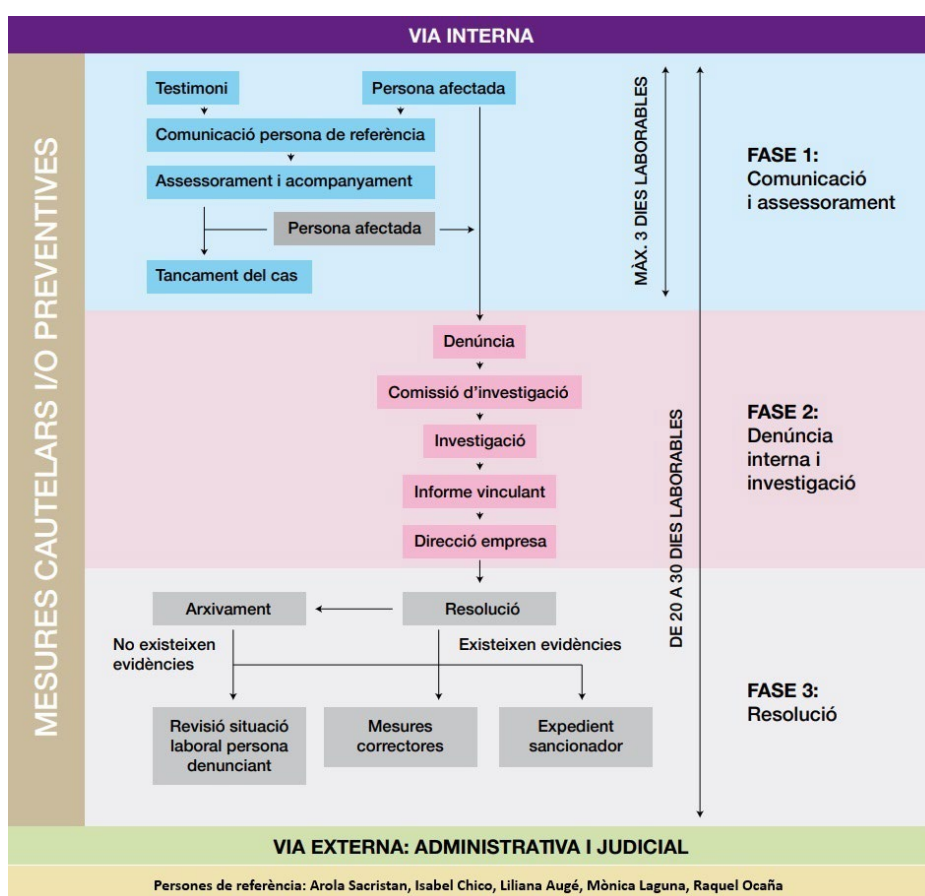 VIA INTERNA
MESURES CAUTELARS I/O PREVENTIVES
Testimoni
Persona afectada
Comunicació persona de referència
Assessorament i acompanyament
Persona afectada
Tancament del cas
MÀX. 3 DIES LABORABLES
FASE 1:
Comunicació
i assessorament
Denúncia
Comissió d'investigació
Investigació
Informe vinculant
Direcció empresa
DE 20 A 30 DIES LABORABLES
FASE 2:
Denúncia
interna i
investigació
Arxivament
Resolució
No existeixen
evidències
Existeixen evidències
Revisió situació
laboral persona
denunciant
Mesures
correctores
Expedient
sancionador
FASE 3:
Resolució
VIA EXTERNA: ADMINISTRATIVA I JUDICIAL
Persones de referència: Arola Sacristan, Isabel Chico, Liliana Augé, Mònica Laguna, Raquel Ocaña